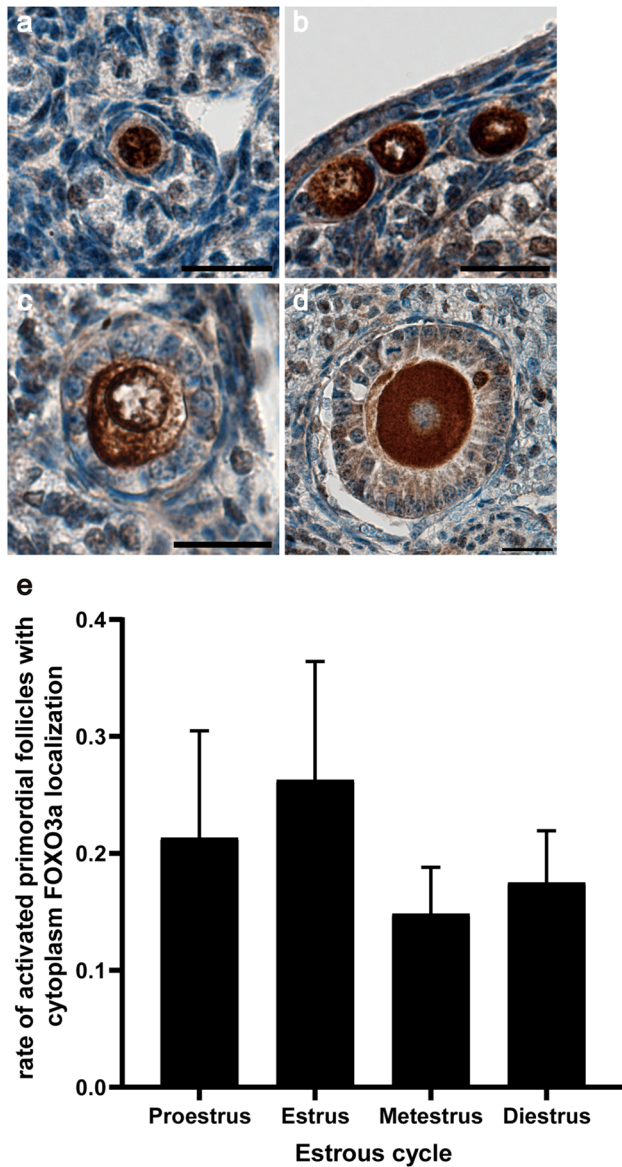 a
b
c
d
e
rate of activated primordial follicles with
cytoplasm FOXO3a localization
0.4
0.3
0.2
0.1
0.0
Proestrus Estrus Metestrus Diestrus
Estrous cycle